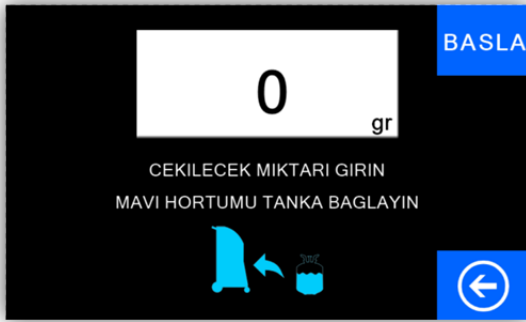 BASLA
0
gr
CEKILECEK MIKTARI GIRIN
MAVI HORTUMU TANKA BAGLAYIN